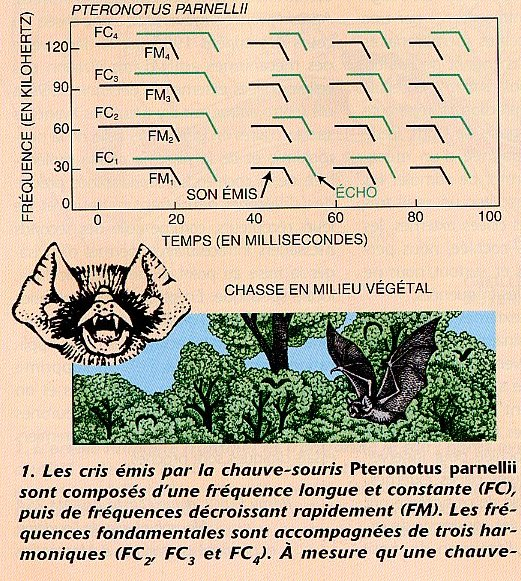 PTERONOTUS PARNELLII
FRÉQUENCE (EN KILOHERTZ)
120
90
60
30
0
FC4
FM4
FC3
FM3
FC2
FM2
FC1
FM1
SON ÉMIS
ÉCHO
0 20 40 60 80 100
TEMPS (EN MILLISECONDES)
CHASSE EN MILIEU VÉGÉTAL
1. Les cris émis par la chauve-souris Pteronotus parnellii
sont composés d'une fréquence longue et constante (FC),
puis de fréquences décroissant rapidement (FM). Les fré-
quences fondamentales sont accompagnées de trois har-
moniques (FC2, FC3 et FC4). À mesure qu'une chauve-